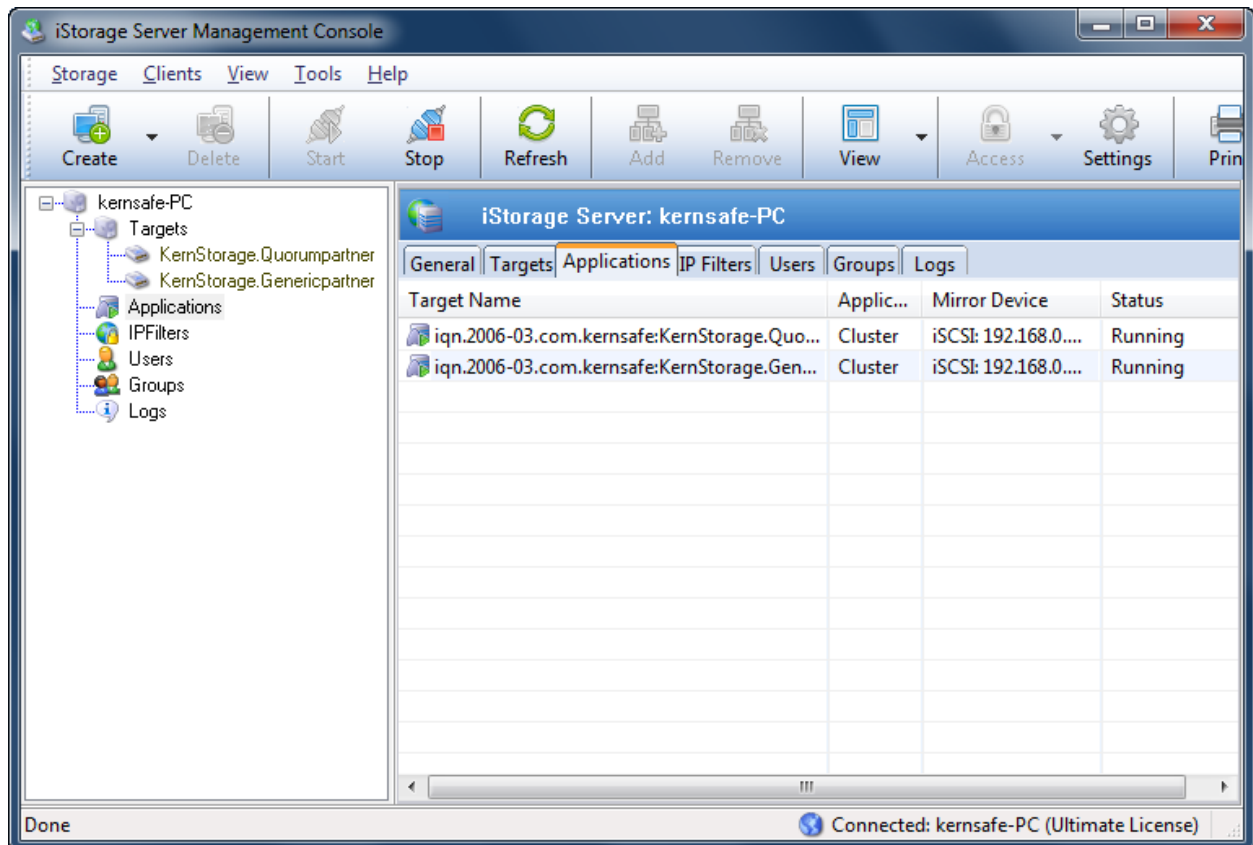 iStorage Server Management Console
Storage Clients View Tools Help
Create Delete Start Stop Refresh Add Remove View Access Settings Prin
kernsafe-PC
Targets
KernStorage.Quorumpartner
KernStorage.Genericpartner
Applications
IPFilters
Users
Groups
Logs
iStorage Server: kernsafe-PC
General Targets Applications IP Filters Users Groups Logs
Target Name Applic... Mirror Device Status
iqn.2006-03.com.kernsafe:KernStorage.Quo... Cluster iSCSI: 192.168.0.... Running
iqn.2006-03.com.kernsafe:KernStorage.Gen... Cluster iSCSI: 192.168.0.... Running
Done Connected: kernsafe-PC (Ultimate License)